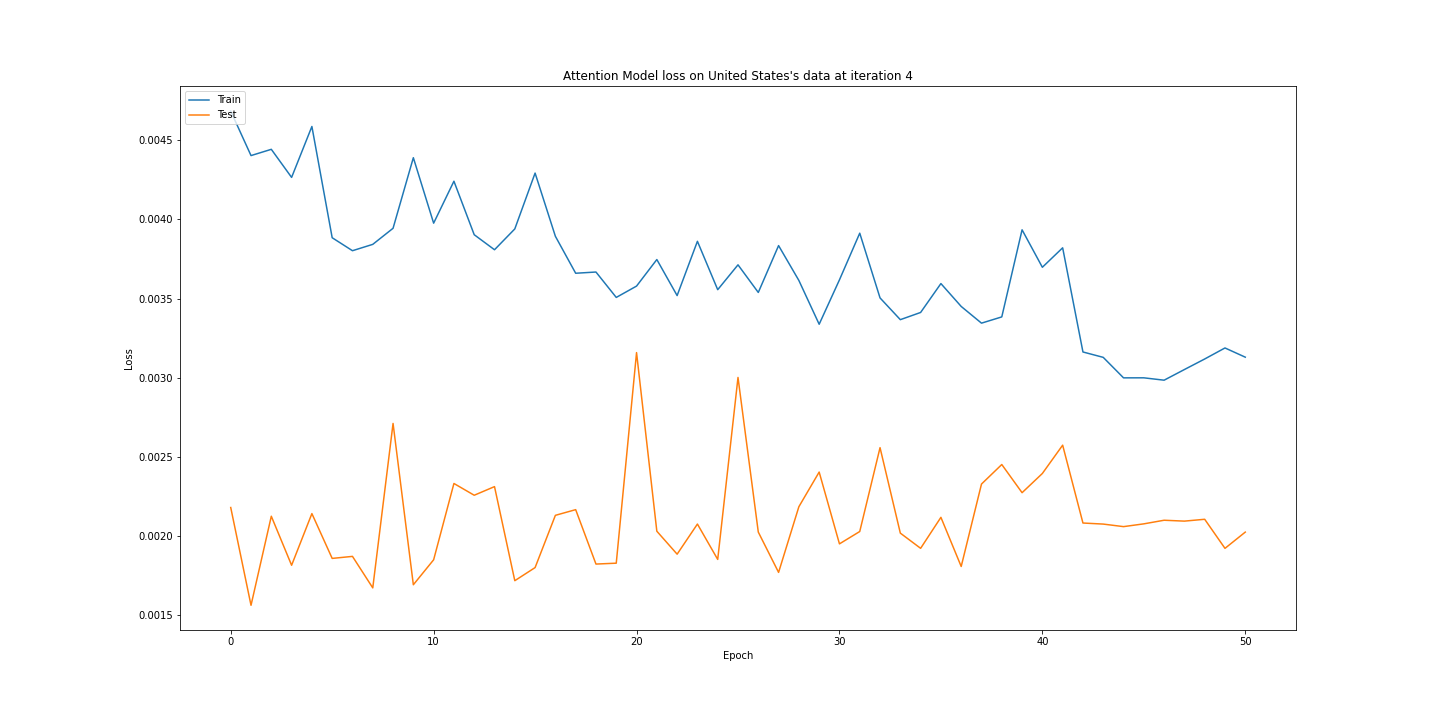 Attention Model loss on United States's data at iteration 4
Train
Test
0.0045
0.0040
0.0035
0.0030
0.0025
0.0020
0.0015
Loss
0 10 20 30 40 50
Epoch